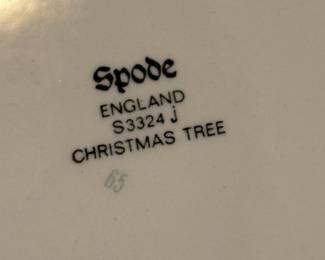 Spode
ENGLAND
S3324 j
CHRISTMAS TREE
65